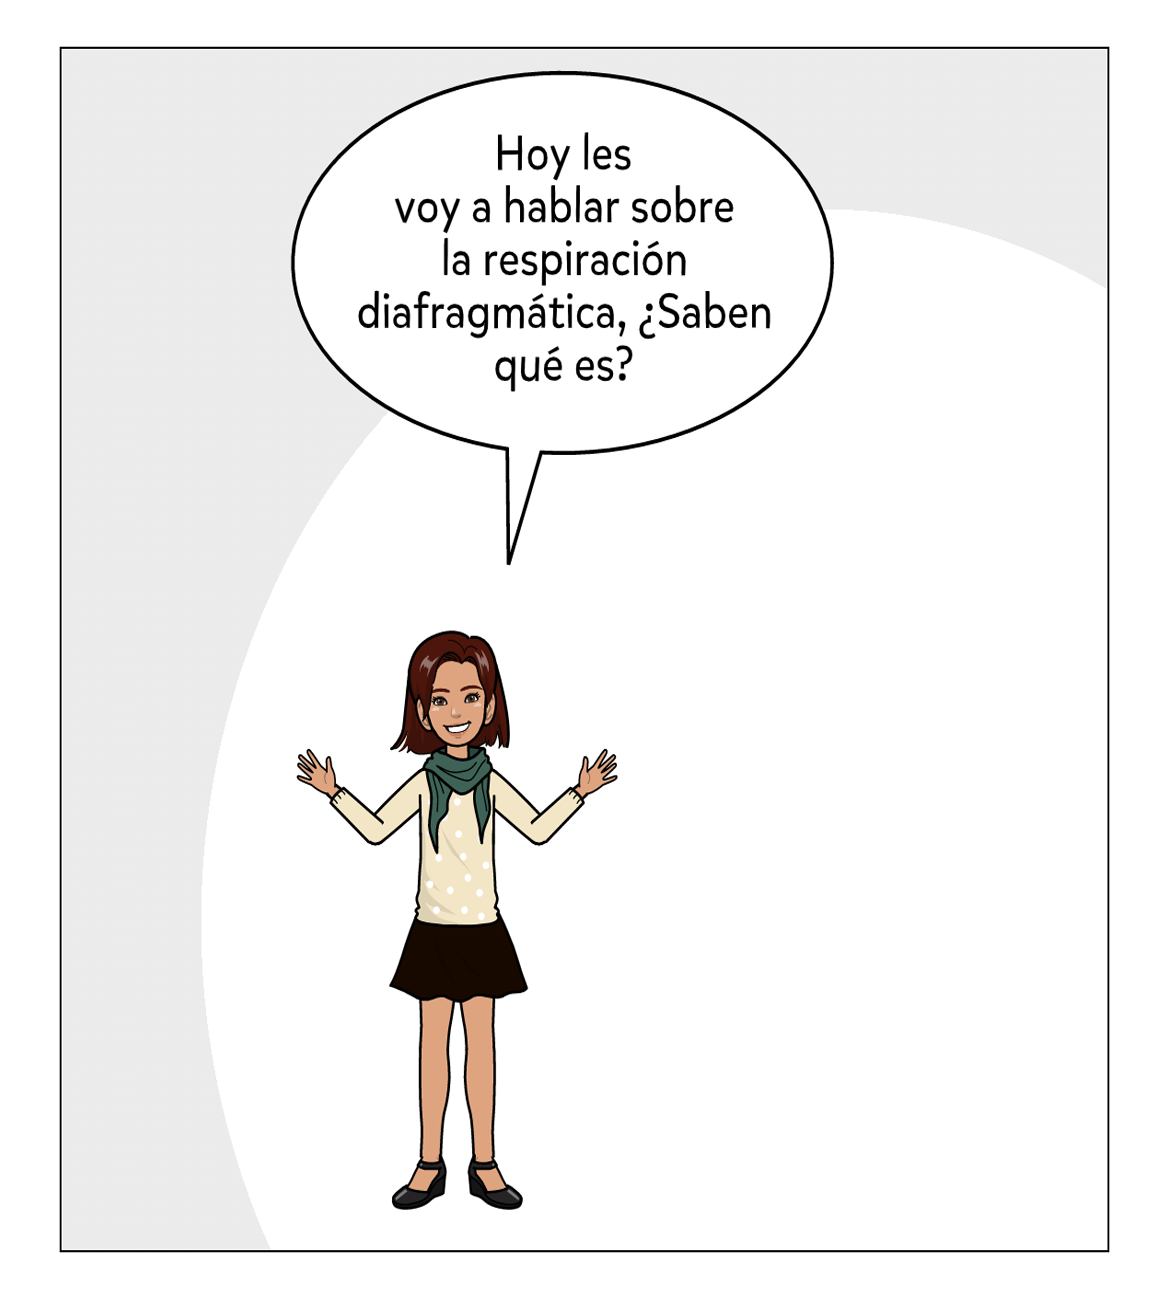 Hoy les
voy a hablar sobre
la respiración
diafragmática, ¿Saben
qué es?